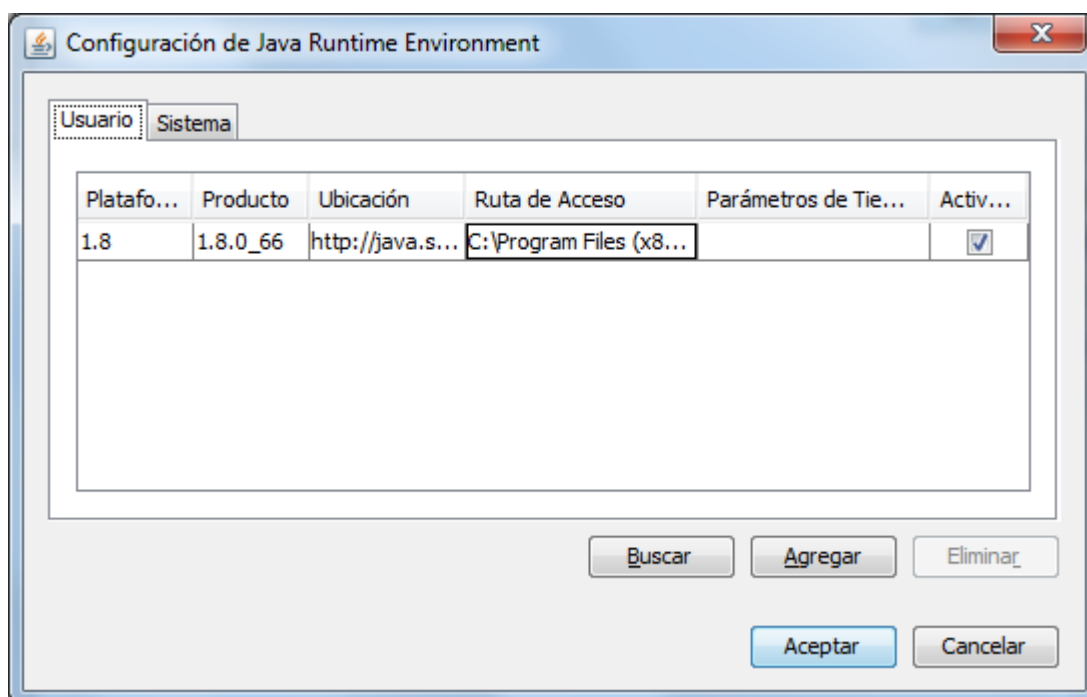 Configuración de Java Runtime Environment
Usuario Sistema
Platafo... Producto Ubicación Ruta de Acceso Parámetros de Tie... Activ...
1.8 1.8.0_66 http://java.s... C:\Program Files (x8...
Buscar Agregar Eliminar
Aceptar Cancelar